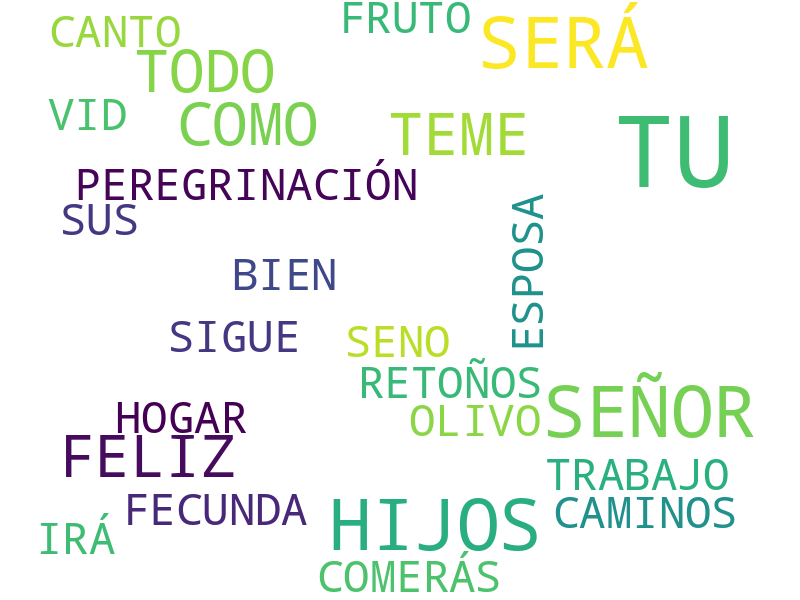 FRUTO
CANTO
SERÁ
TODO
VID
COMO
TEME
TU
PEREGRINACIÓN
SUS
ESPOSA
BIEN
SIGUE
SENO
RETOÑOS
HOGAR
OLIVO
SEÑOR
FELIZ
TRABAJO
FECUNDA
HIJOS
CAMINOS
IRÁ
COMERÁS